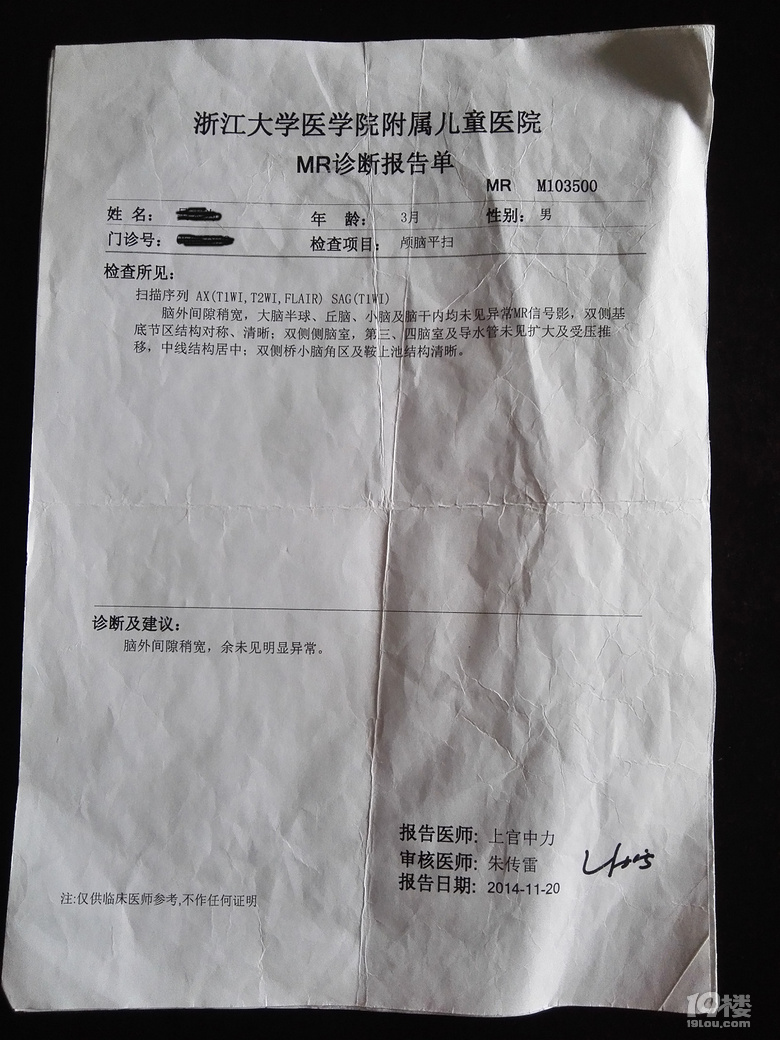 浙江大学医学院附属儿童医院
MR诊断报告单
MR M103500
姓 名: 年 龄: 3月 性别: 男
门诊号: 检查项目: 颅脑平扫
检查所见:
扫描序列 AX(T1WI,T2WI,FLAIR) SAG(T1WI)
脑外间隙稍宽，大脑半球、丘脑、小脑及脑干内均未见异常MR信号影，双侧基
底节区结构对称、清晰；双侧侧脑室，第三、四脑室及导水管未见扩大及受压推
移，中线结构居中；双侧桥小脑角区及鞍上池结构清晰。
诊断及建议:
脑外间隙稍宽，余未见明显异常。
报告医师: 上官中力
审核医师: 朱传雷
报告日期: 2014-11-20
注:仅供临床医师参考,不作任何证明
19楼
19lou.com